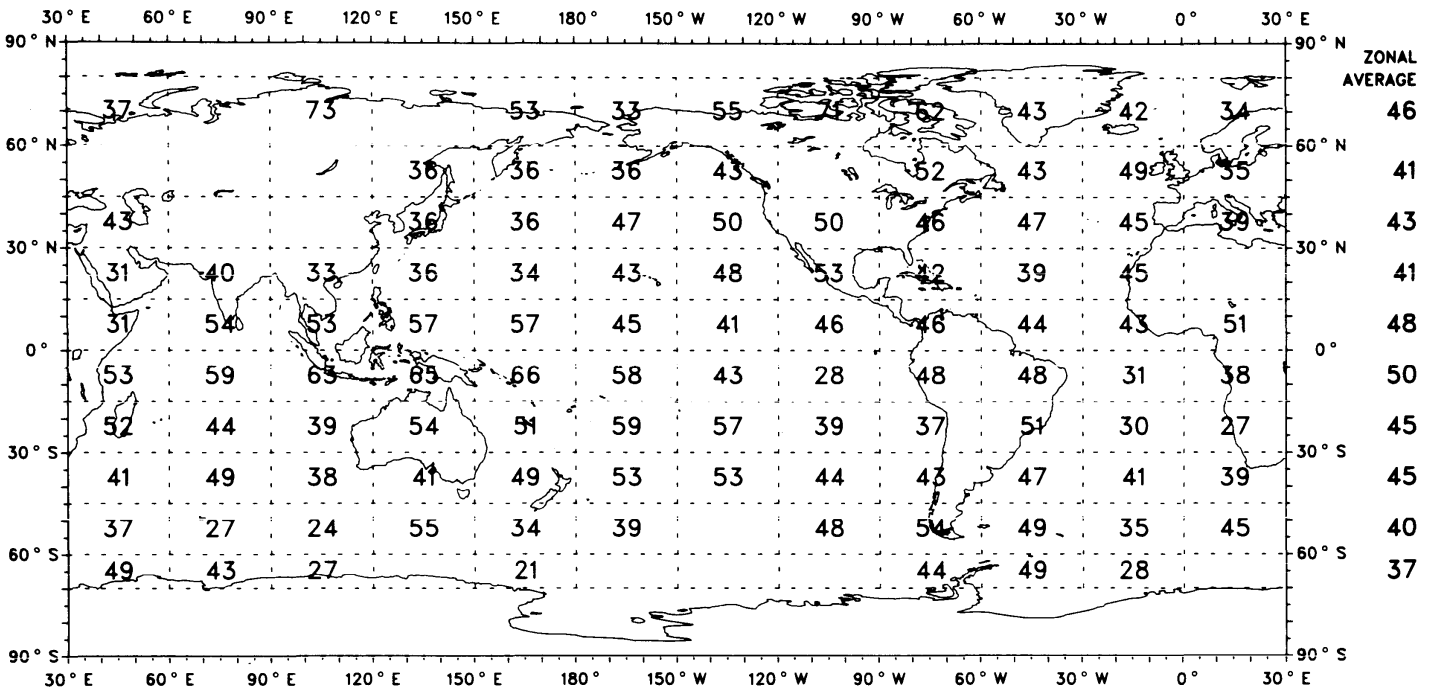 30° E 60° E 90° E 120° E 150° E 180° 150° W 120° W 90° W 60° W 30° W 0° 30° E
90° N 90° N
ZONAL
AVERAGE
37 73 53 33 55 62 43 42 34 46
60° N 60° N
36 36 36 43 52 43 49 35 41
43 36 36 47 50 50 46 47 45 39 43
30° N 30° N
31 40 33 36 34 43 48 53 42 39 45 41
31 54 53 57 57 45 41 46 46 44 43 51 48
0° 0°
53 59 65 66 58 43 28 48 48 31 38 50
52 44 39 54 51 59 57 39 37 51 30 27 45
30° S 30° S
41 49 38 41 49 53 53 44 43 47 41 39 45
37 27 24 55 34 39 48 54 49 35 45 40
60° S 60° S
49 43 27 21 44 49 28 37
90° S 90° S
30° E 60° E 90° E 120° E 150° E 180° 150° W 120° W 90° W 60° W 30° W 0° 30° E